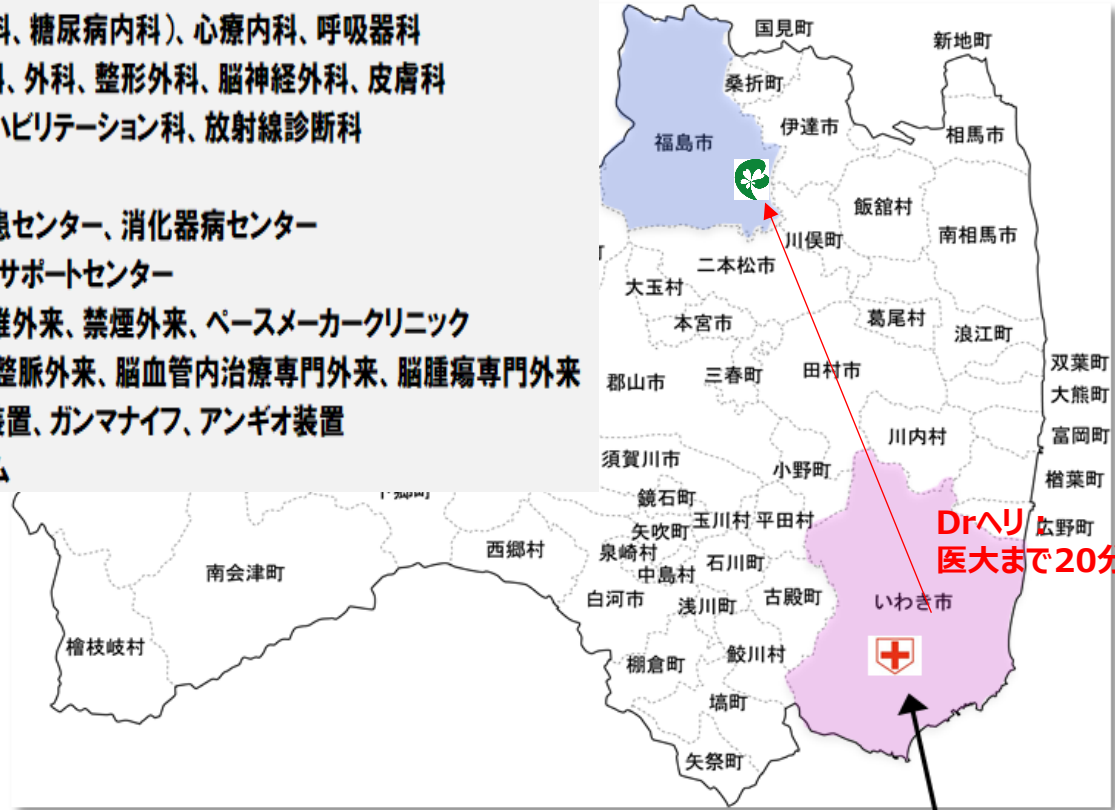 科、糖尿病内科）、心療内科、呼吸器科
、外科、整形外科、脳神経外科、皮膚科
ハビリテーション科、放射線診断科
患センター、消化器病センター
サポートセンター
外来、禁煙外来、ペースメーカークリニック
整脈外来、脳血管内治療専門外来、脳腫瘍専門外来
装置、ガンマナイフ、アンギオ装置
ム
国見町
新地町
桑折町
伊達市
相馬市
福島市
飯舘村
南相馬市
川俣町
二本松市
大玉村
本宮市
葛尾村
浪江町
双葉町
郡山市
三春町
田村市
大熊町
川内村
富岡町
須賀川市
小野町
楢葉町
鏡石町
下郷町
矢吹町
玉川村
平田村
Drヘリ：
医大まで20分
広野町
西郷村
泉崎村
中島村
石川町
南会津町
白河市
浅川町
古殿町
いわき市
檜枝岐村
棚倉町
鮫川村
塙町
矢祭町